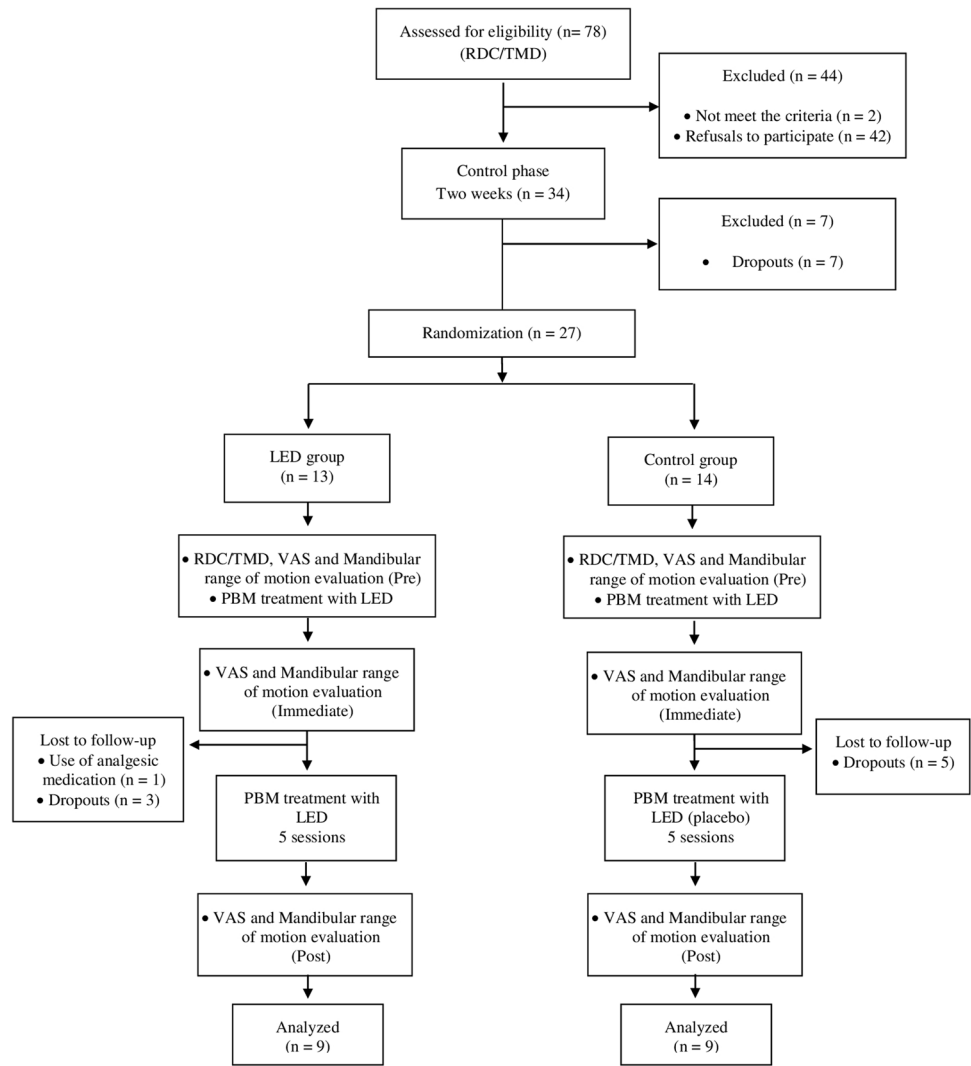 Assessed for eligibility (n= 78)
(RDC/TMD)
Excluded (n = 44)
• Not meet the criteria (n = 2)
• Refusals to participate (n = 42)
Control phase
Two weeks (n = 34)
Excluded (n = 7)
• Dropouts (n = 7)
Randomization (n = 27)
LED group
(n = 13)
Control group
(n = 14)
• RDC/TMD, VAS and Mandibular
range of motion evaluation (Pre)
• PBM treatment with LED
• RDC/TMD, VAS and Mandibular
range of motion evaluation (Pre)
• PBM treatment with LED
• VAS and Mandibular range
of motion evaluation
(Immediate)
• VAS and Mandibular range
of motion evaluation
(Immediate)
Lost to follow-up
• Use of analgesic
medication (n = 1)
• Dropouts (n = 3)
Lost to follow-up
• Dropouts (n = 5)
PBM treatment with
LED
5 sessions
PBM treatment with
LED (placebo)
5 sessions
• VAS and Mandibular range
of motion evaluation
(Post)
• VAS and Mandibular range
of motion evaluation
(Post)
Analyzed
(n = 9)
Analyzed
(n = 9)